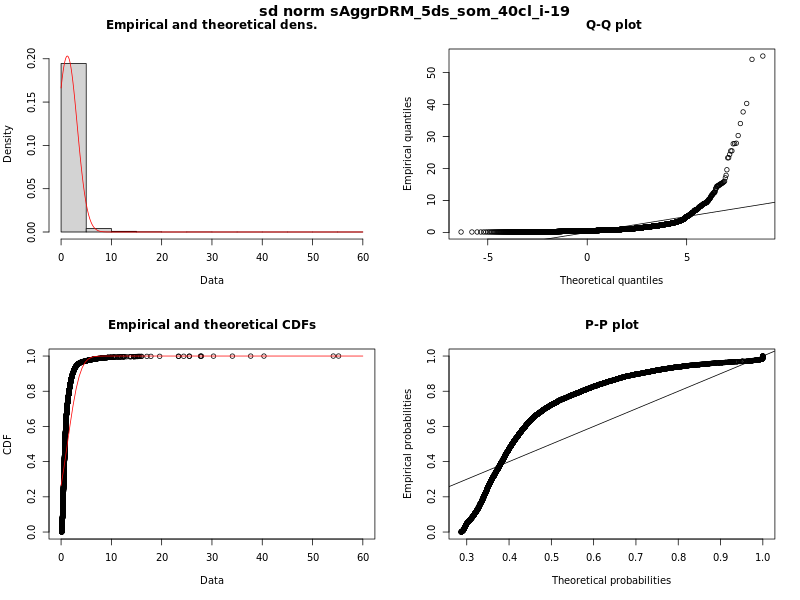 sd norm sAggrDRM_5ds_som_40cl_i-19
Empirical and theoretical dens.
Density
0.00 0.05 0.10 0.15 0.20
0 10 20 30 40 50 60
Data
Q-Q plot
Empirical quantiles
0 10 20 30 40 50
-5 0 5
Theoretical quantiles
Empirical and theoretical CDFs
CDF
0.0 0.2 0.4 0.6 0.8 1.0
0 10 20 30 40 50 60
Data
P-P plot
Empirical probabilities
0.0 0.2 0.4 0.6 0.8 1.0
0.3 0.4 0.5 0.6 0.7 0.8 0.9 1.0
Theoretical probabilities